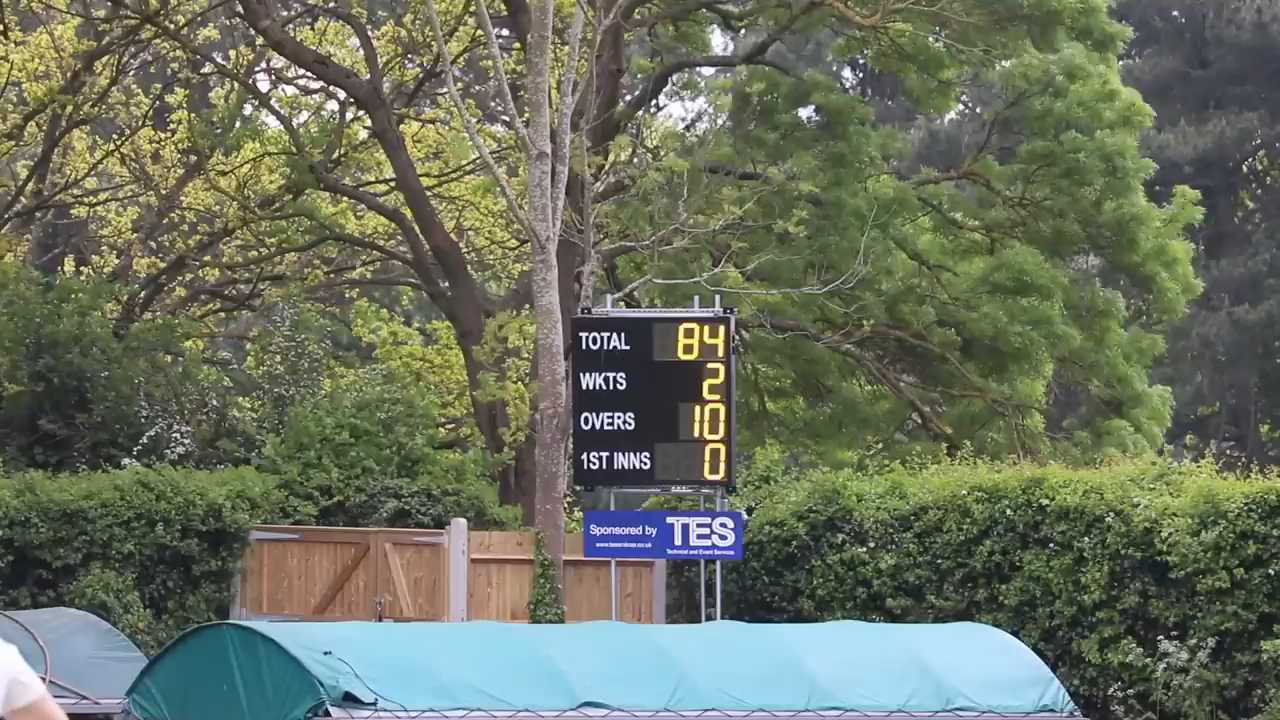 TOTAL 84
WKTS 2
OVERS 10
1ST INNS 0
Sponsored by TES
Technical and Event Services